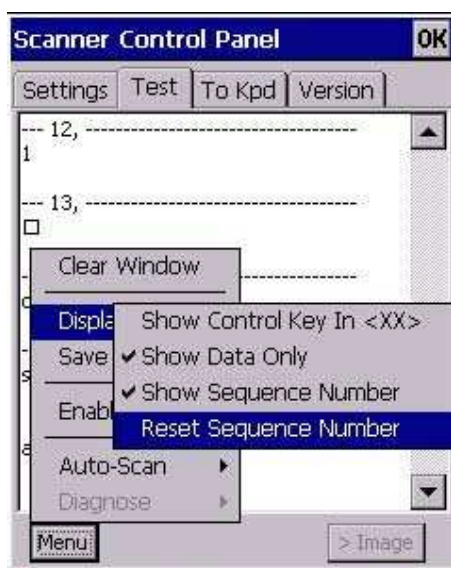 Scanner Control Panel OK
Settings Test To Kpd Version
--- 12, --------------------------------
1
--- 13, --------------------------------
Clear Window
Show Control Key In <XX>
Save ✔ Show Data Only
✔ Show Sequence Number
Reset Sequence Number
Auto-Scan
Diagnose
Menu > Image